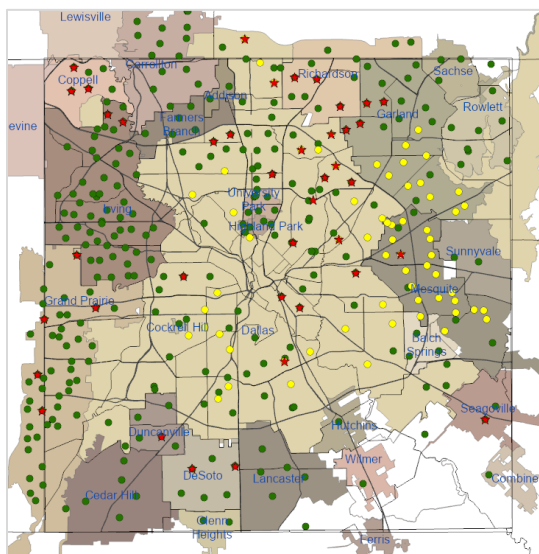 Lewisville
Carrollton
Coppell
Richardson
Sachse
Addison
Rowlett
Farmers
Branch
Garland
evine
University
Park
Irving
Highland Park
Sunnyvale
Mesquite
Grand Prairie
Cockrell Hill
Dallas
Balch
Springs
Seagoville
Duncanville
Hutchins
Wilmer
DeSoto
Lancaster
Combine
Cedar Hill
Glenn
Heights
Ferris